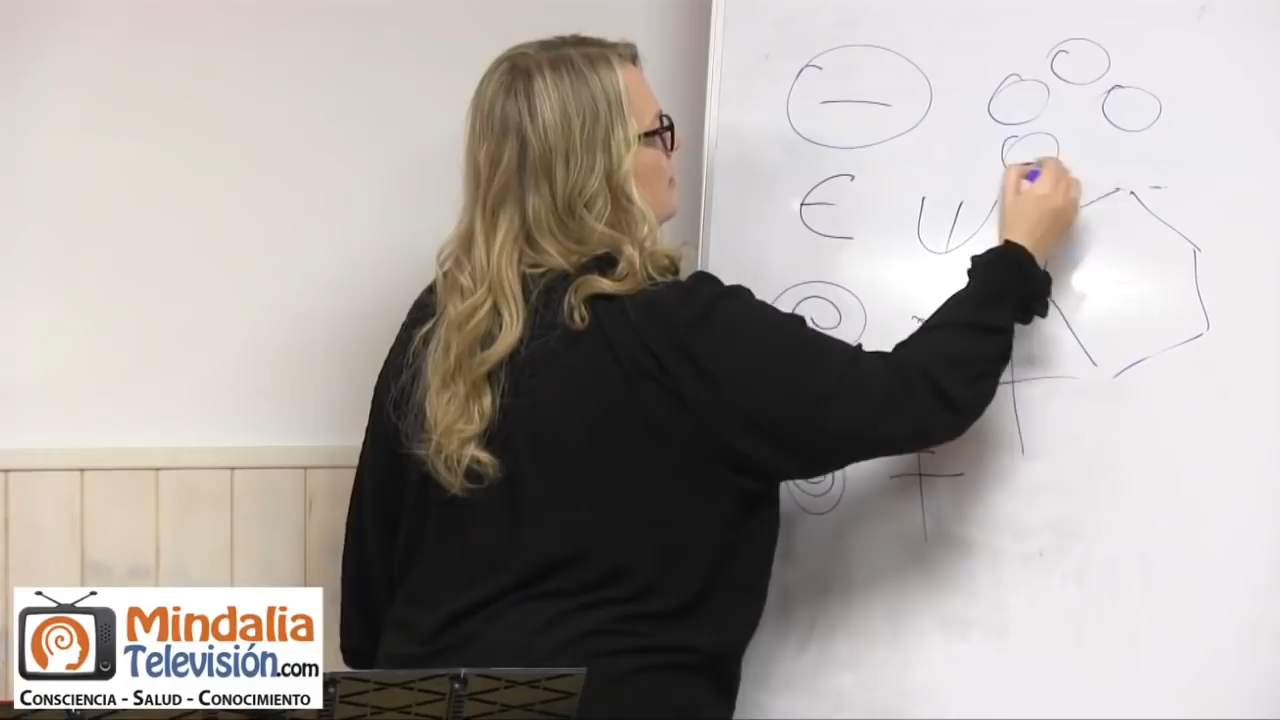 Є
Mindalia
Televisión.com
CONSCIENCIA - SALUD - CONOCIMIENTO